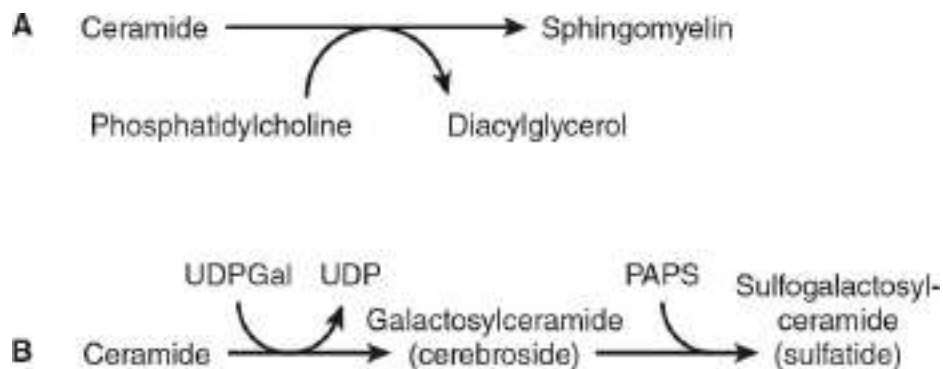 A Ceramide Sphingomyelin
Phosphatidylcholine Diacylglycerol
UDPGal UDP PAPS Sulfogalactosyl-
Galactosylceramide ceramide
B Ceramide (cerebroside) (sulfatide)